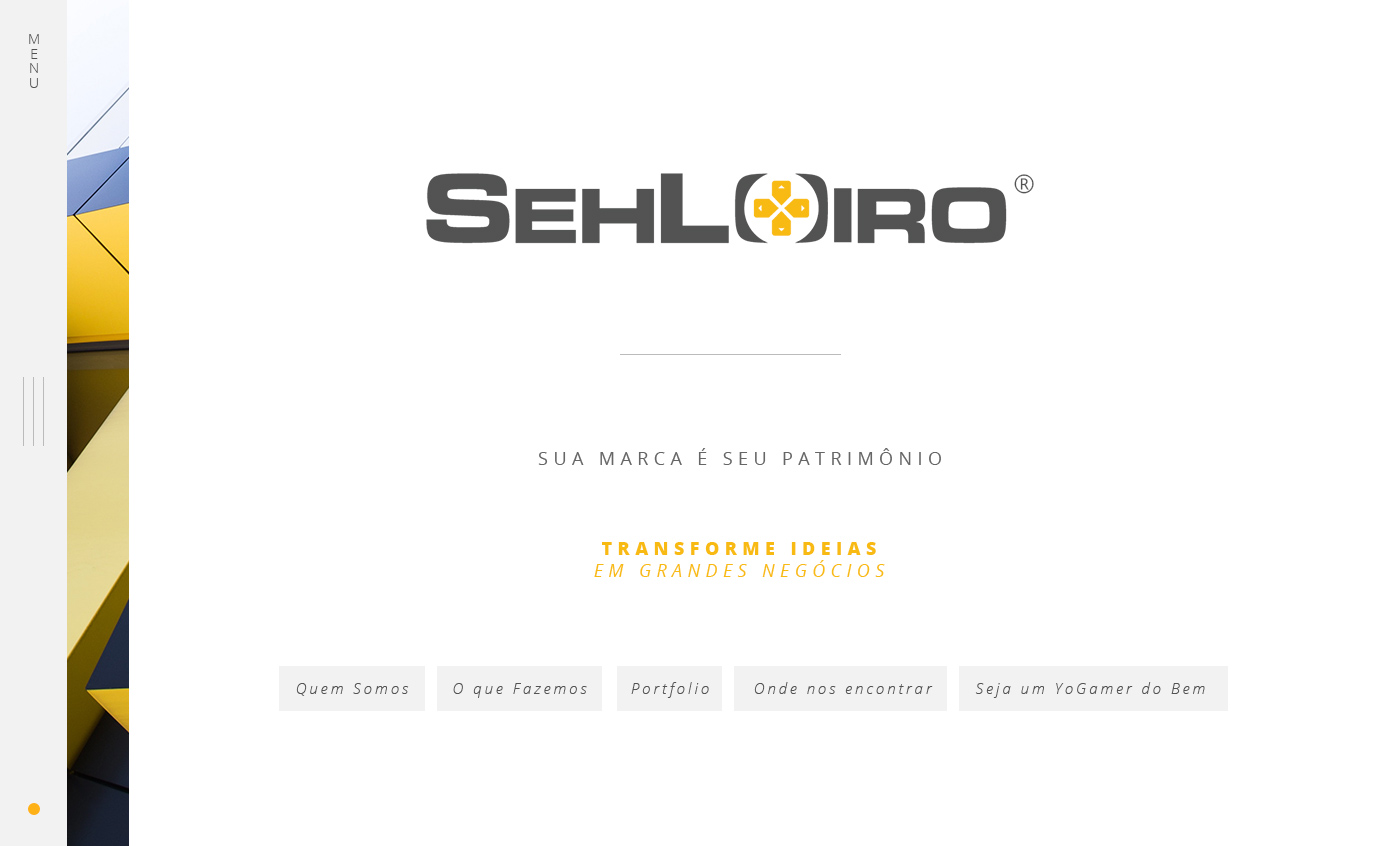 MENU
SEHLOIRO®
SUA MARCA É SEU PATRIMÔNIO
TRANSFORME IDEIAS
EM GRANDES NEGÓCIOS
Quem Somos
O que Fazemos
Portfolio
Onde nos encontrar
Seja um YoGamer do Bem